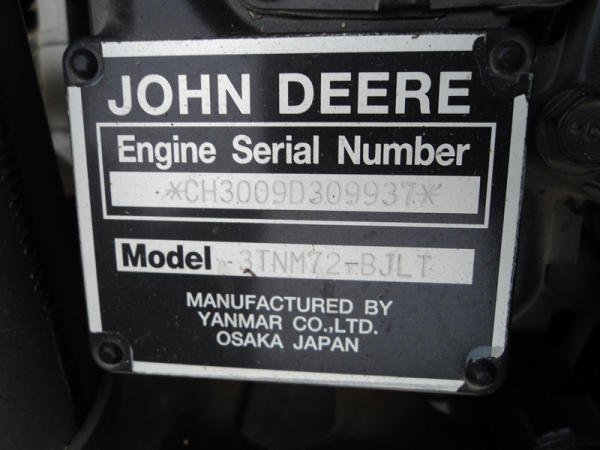 JOHN DEERE
Engine Serial Number
*CH3009D309937*
Model 3TNM72-BJLT
MANUFACTURED BY
YANMAR CO.,LTD.
OSAKA JAPAN